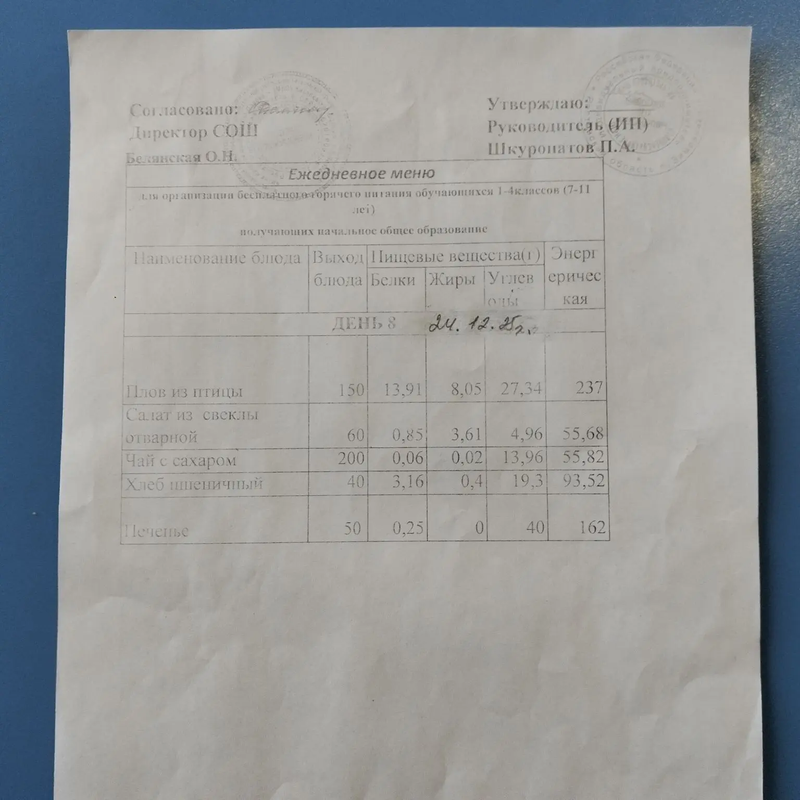 Согласовано:
Директор СОШ
Белянская О.Н.
Утверждаю:
Руководитель (ИП)
Шкуропатов П.А.
Ежедневное меню
для организации бесплатного горячего питания обучающихся 1-4классов (7-11
лет)
получающих начальное общее образование
Наименование блюда Выход блюда Пищевые вещества(г) Энергеричес кая
Белки Жиры Углев оды
ДЕНЬ 8 24.12.25г.
Плов из птицы 150 13,91 8,05 27,34 237
Салат из свеклы
отварной 60 0,85 3,61 4,96 55,68
Чай с сахаром 200 0,06 0,02 13,96 55,82
Хлеб пшеничный 40 3,16 0,4 19,3 93,52
Печенье 50 0,25 0 40 162